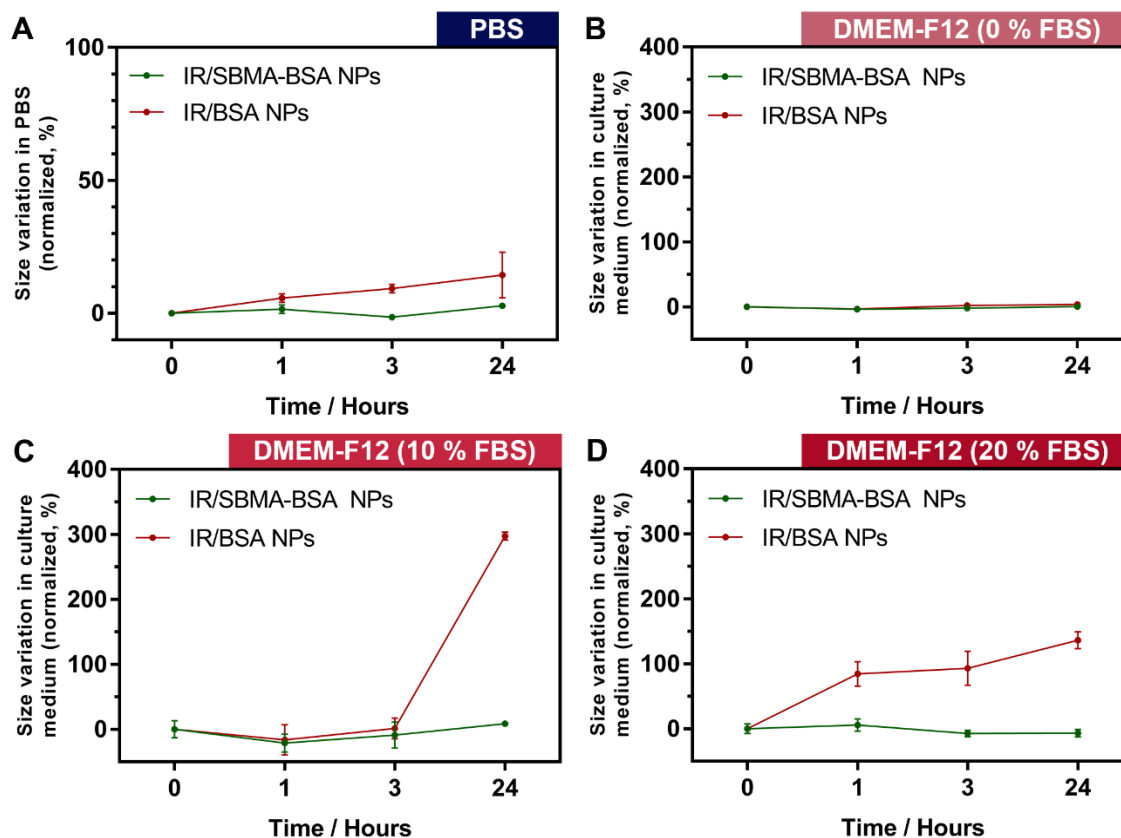 A
PBS
Size variation in PBS
(normalized, %)
100
50
0
IR/SBMA-BSA NPs
IR/BSA NPs
0 1 3 24
Time / Hours
B
DMEM-F12 (0 % FBS)
Size variation in culture
medium (normalized, %)
400
300
200
100
0
IR/SBMA-BSA NPs
IR/BSA NPs
0 1 3 24
Time / Hours
C
DMEM-F12 (10 % FBS)
Size variation in culture
medium (normalized, %)
400
300
200
100
0
IR/SBMA-BSA NPs
IR/BSA NPs
0 1 3 24
Time / Hours
D
DMEM-F12 (20 % FBS)
Size variation in culture
medium (normalized, %)
400
300
200
100
0
IR/SBMA-BSA NPs
IR/BSA NPs
0 1 3 24
Time / Hours